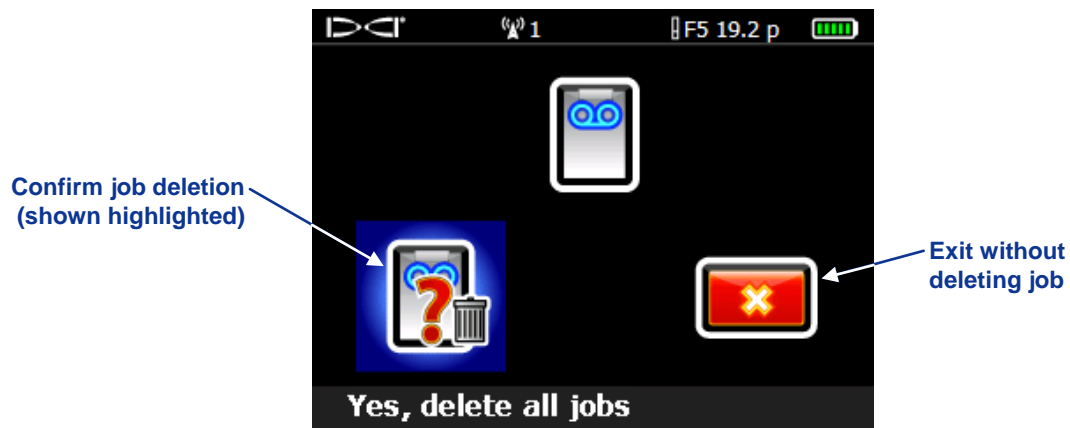 DCI
1
F5 19.2 p
Confirm job deletion
(shown highlighted)
?
Exit without
deleting job
Yes, delete all jobs